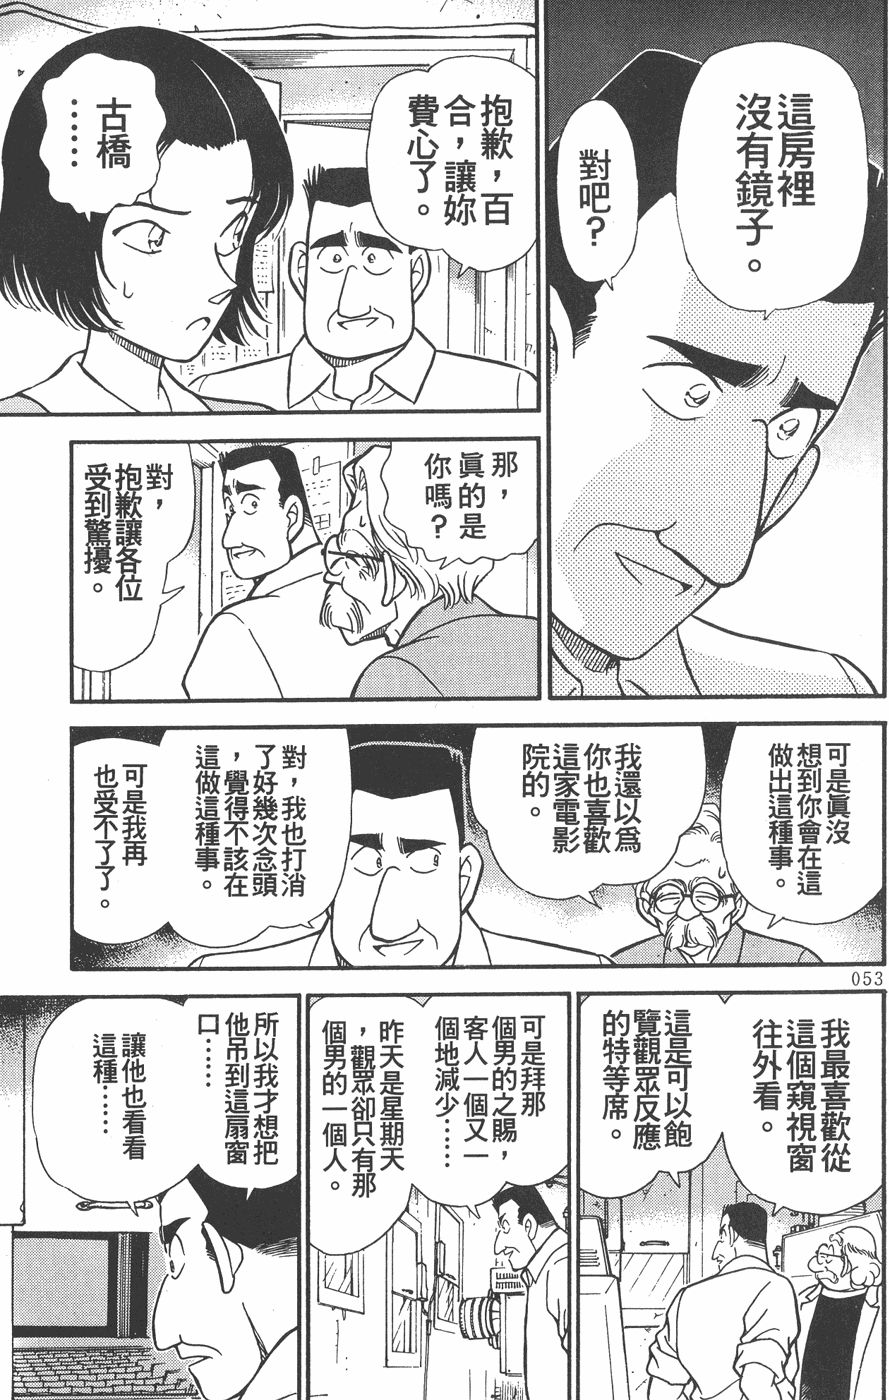 這房裡
沒有鏡子。
對吧？
抱歉，百
合，讓妳
費心了。
古橋
……
那，
眞的是
你嗎？
對，
抱歉讓各位
受到驚擾。
可是眞沒
想到你會在這
做出這種事。
我還以爲
你也喜歡
這家電影
院的。
對，我也打消
了好幾次念頭
，覺得不該在
這做這種事。
可是我再
也受不了了。
053
我最喜歡從
這個窺視窗
往外看。
這是可以飽
覽觀眾反應
的特等席。
可是拜那
個男的之賜，
客人一個又一
個地減少……
昨天是星期天
，觀眾卻只有那
個男的一個人。
所以我才想把
他吊到這扇窗
口……
讓他也看看
這種……